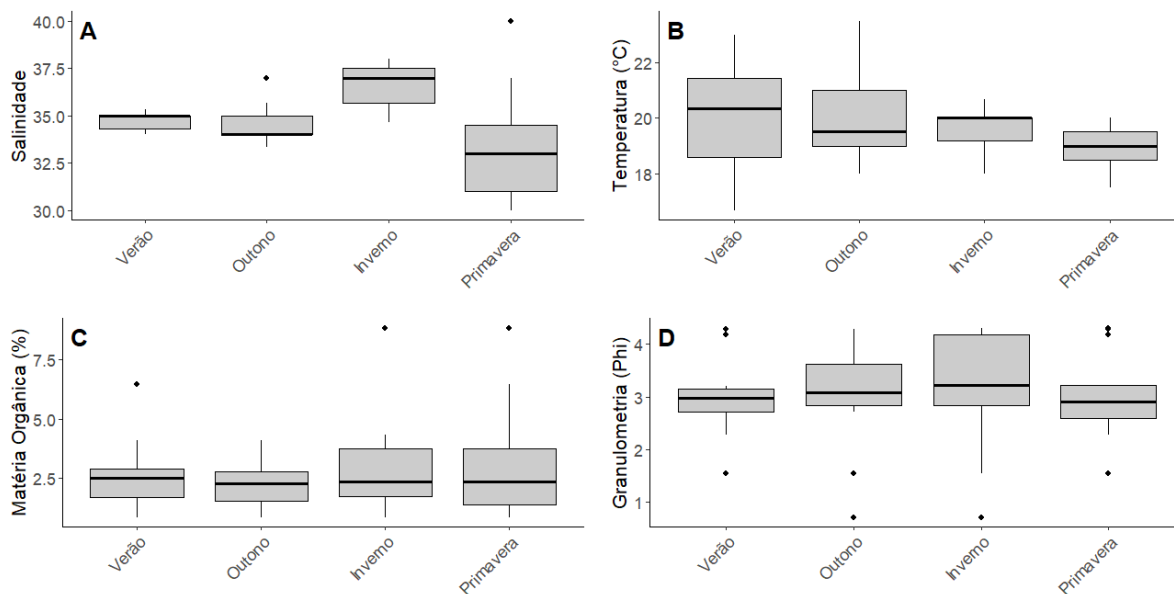 A
Salinidade
40.0
37.5
35.0
32.5
30.0
Verão
Outono
Inverno
Primavera
B
Temperatura (°C)
22
20
18
Verão
Outono
Inverno
Primavera
C
Matéria Orgânica (%)
7.5
5.0
2.5
Verão
Outono
Inverno
Primavera
D
Granulometria (Phi)
4
3
2
1
Verão
Outono
Inverno
Primavera